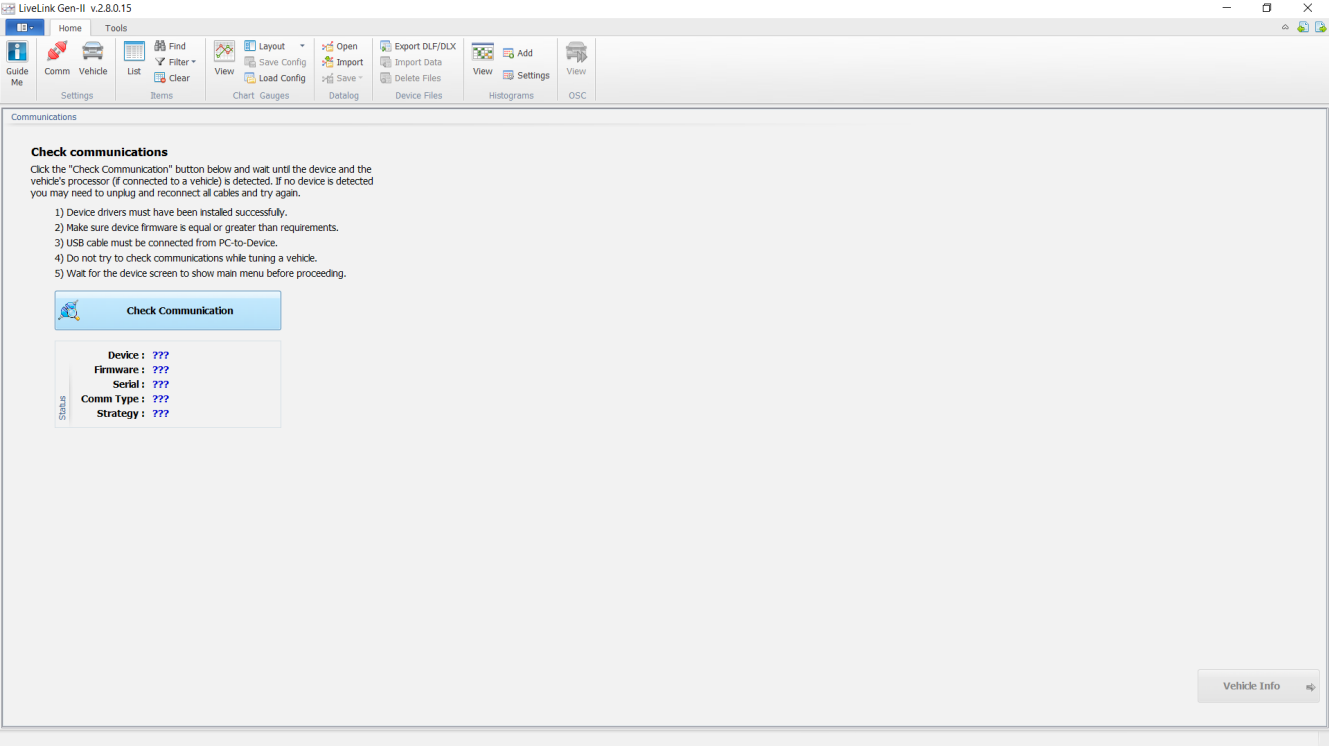 LiveLink Gen-II v.2.8.0.15
Home Tools
Guide Me
Comm Vehicle
Settings
List
Find
Filter
Clear
Items
View
Layout
Save Config
Load Config
Chart Gauges
Open
Import
Save
Datalog
Export DLF/DLX
Import Data
Delete Files
Device Files
View
Add
Settings
Histograms
View
OSC
Communications
Check communications
Click the "Check Communication" button below and wait until the device and the
vehicle's processor (if connected to a vehicle) is detected. If no device is detected
you may need to unplug and reconnect all cables and try again.
1) Device drivers must have been installed successfully.
2) Make sure device firmware is equal or greater than requirements.
3) USB cable must be connected from PC-to-Device.
4) Do not try to check communications while tuning a vehicle.
5) Wait for the device screen to show main menu before proceeding.
Check Communication
Status
Device : ???
Firmware : ???
Serial : ???
Comm Type : ???
Strategy : ???
Vehicle Info